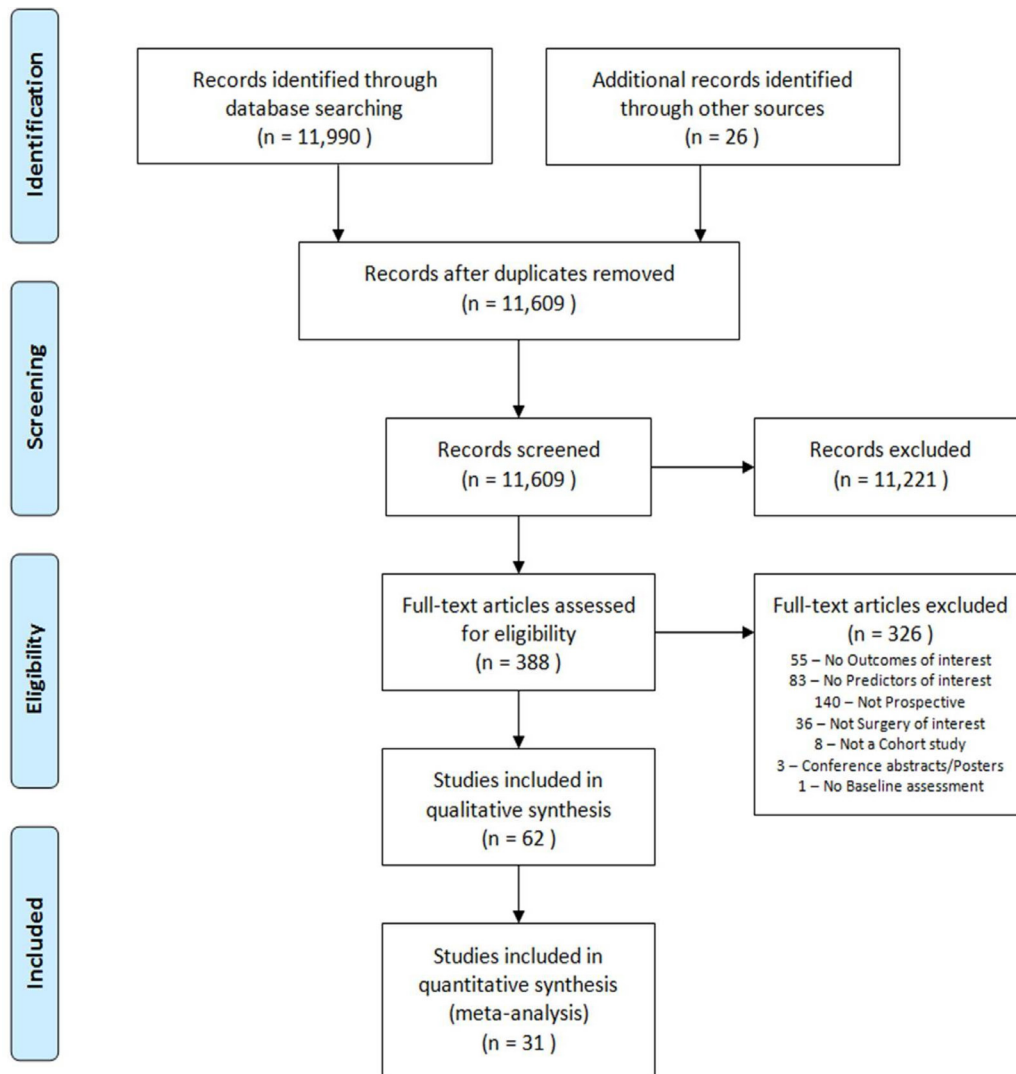 Identification
Records identified through
database searching
(n = 11,990 )
Additional records identified
through other sources
(n = 26 )
Records after duplicates removed
(n = 11,609 )
Screening
Records screened
(n = 11,609 )
Records excluded
(n = 11,221 )
Eligibility
Full-text articles assessed
for eligibility
(n = 388 )
Full-text articles excluded
(n = 326 )
55 – No Outcomes of interest
83 – No Predictors of interest
140 – Not Prospective
36 – Not Surgery of interest
8 – Not a Cohort study
3 – Conference abstracts/Posters
1 – No Baseline assessment
Studies included in
qualitative synthesis
(n = 62 )
Included
Studies included in
quantitative synthesis
(meta-analysis)
(n = 31 )